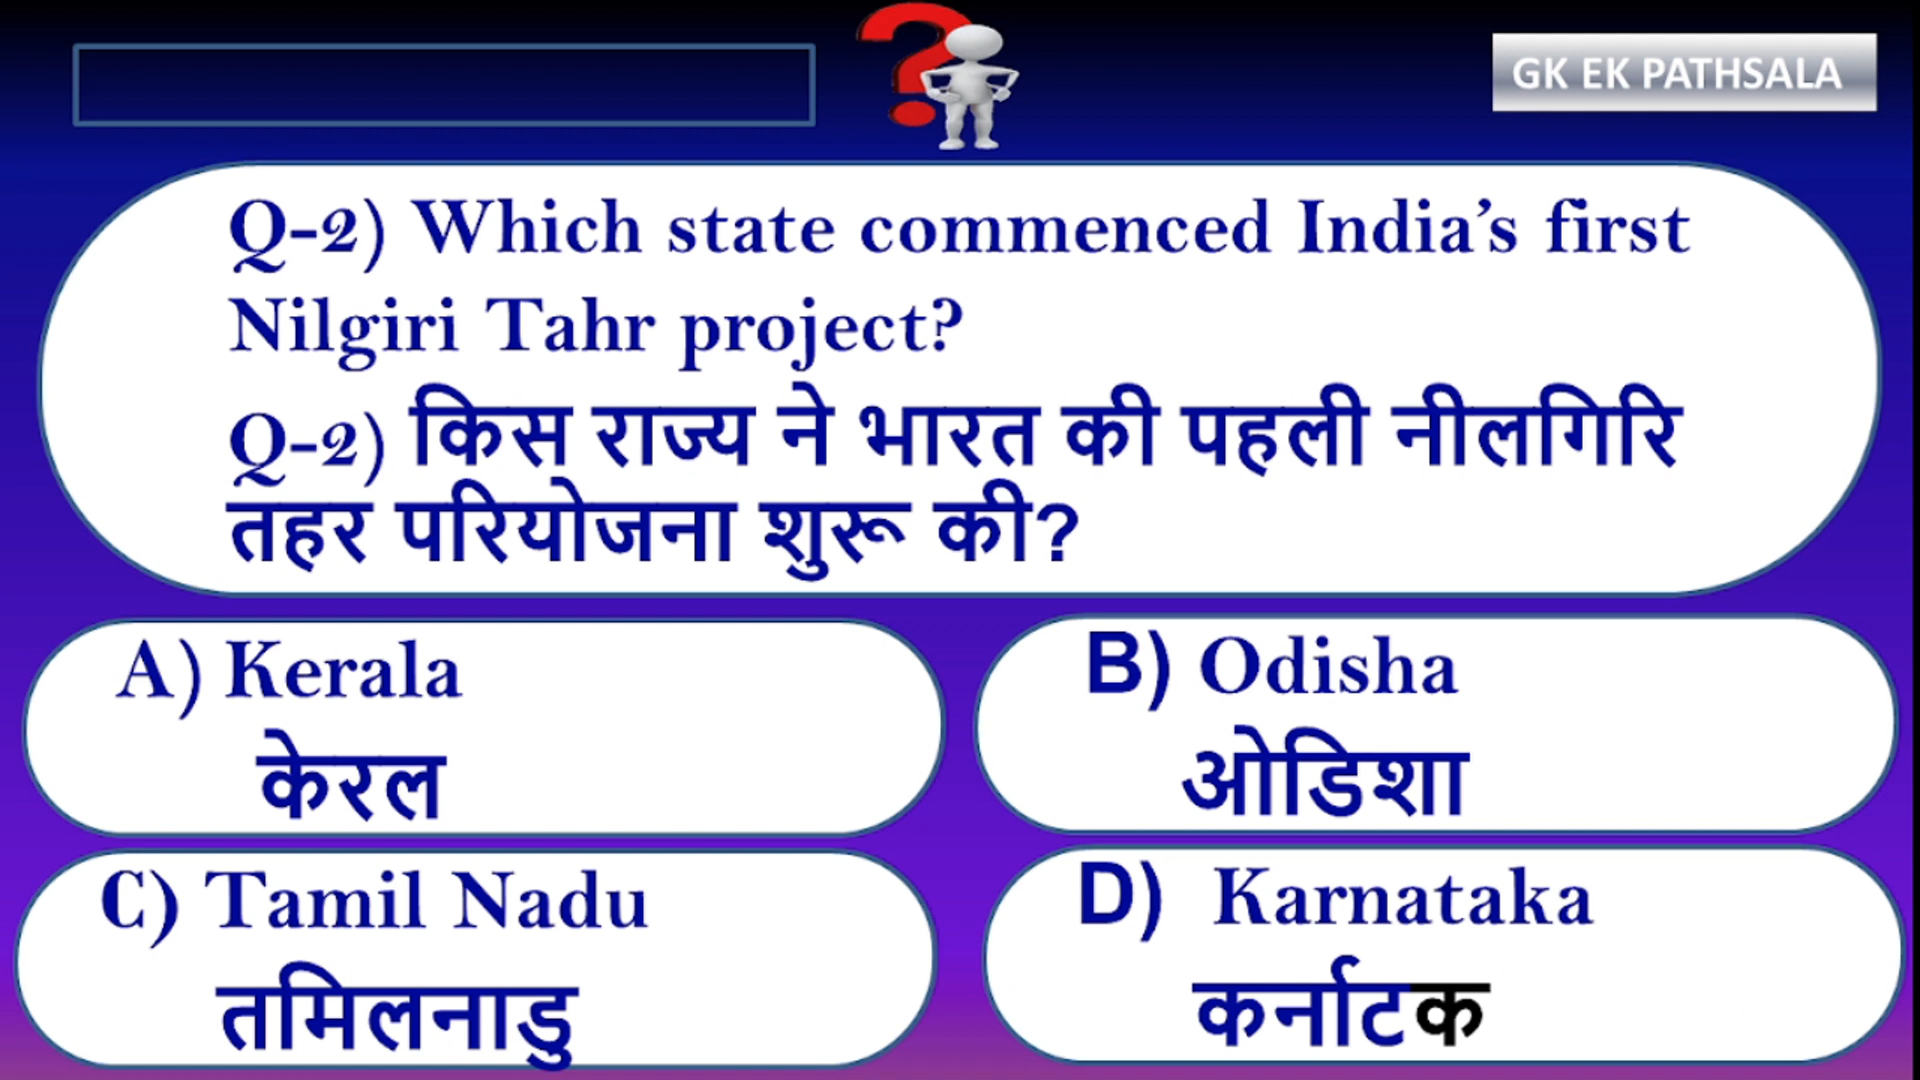 GK EK PATHSALA
Q-2) Which state commenced India’s first
Nilgiri Tahr project?
Q-2) किस राज्य ने भारत की पहली नीलगिरि
तहर परियोजना शुरू की?
A) Kerala
केरल
B) Odisha
ओडिशा
C) Tamil Nadu
तमिलनाडु
D) Karnataka
कर्नाटक